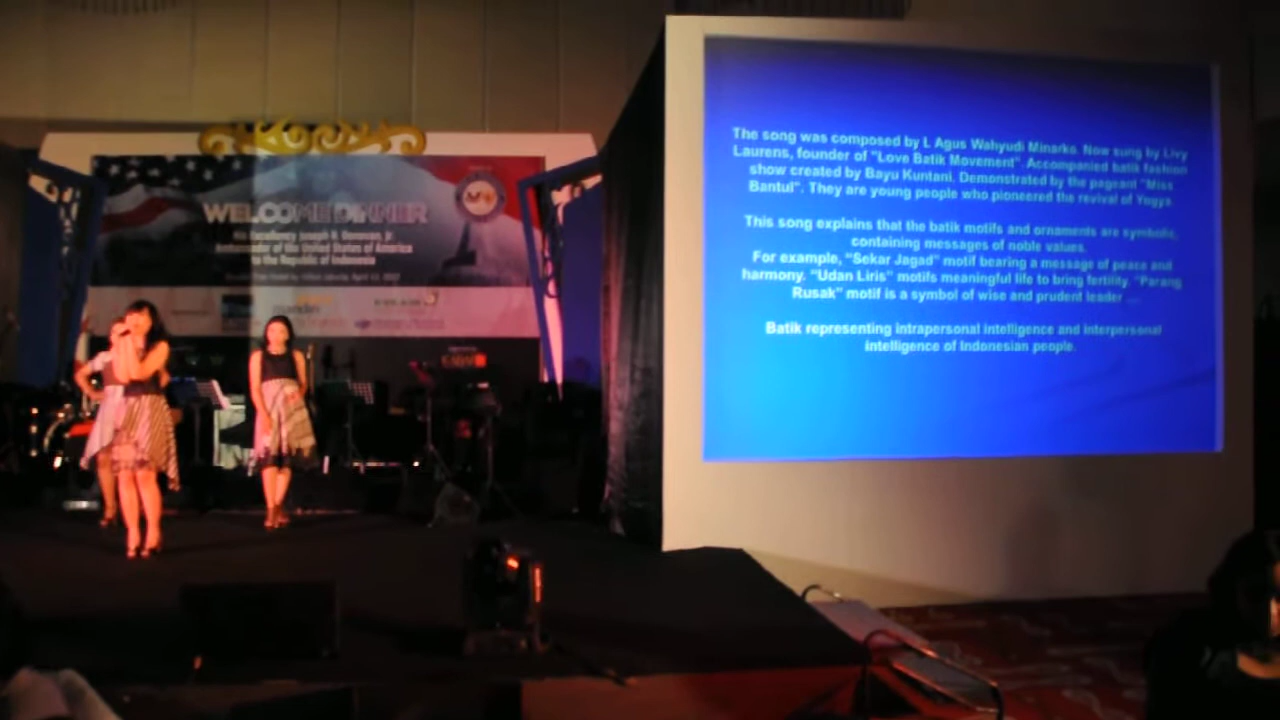 WELCOME DINNER
His Excellency Joseph R. Donovan, Jr.
Ambassador of the United States of America
to the Republic of Indonesia
The song was composed by L Agus Wahyudi Minarko. Now sung by Livy
Laurens, founder of "Love Batik Movement". Accompanied batik fashion
show created by Bayu Kuntani. Demonstrated by the pageant "Miss
Bantul". They are young people who pioneered the revival of Yogya.
This song explains that the batik motifs and ornaments are symbolic,
containing messages of noble values.
For example, "Sekar Jagad" motif bearing a message of peace and
harmony. "Udan Liris" motifs meaningful life to bring fertility. "Parang
Rusak" motif is a symbol of wise and prudent leader ...
Batik representing intrapersonal intelligence and interpersonal
intelligence of Indonesian people.